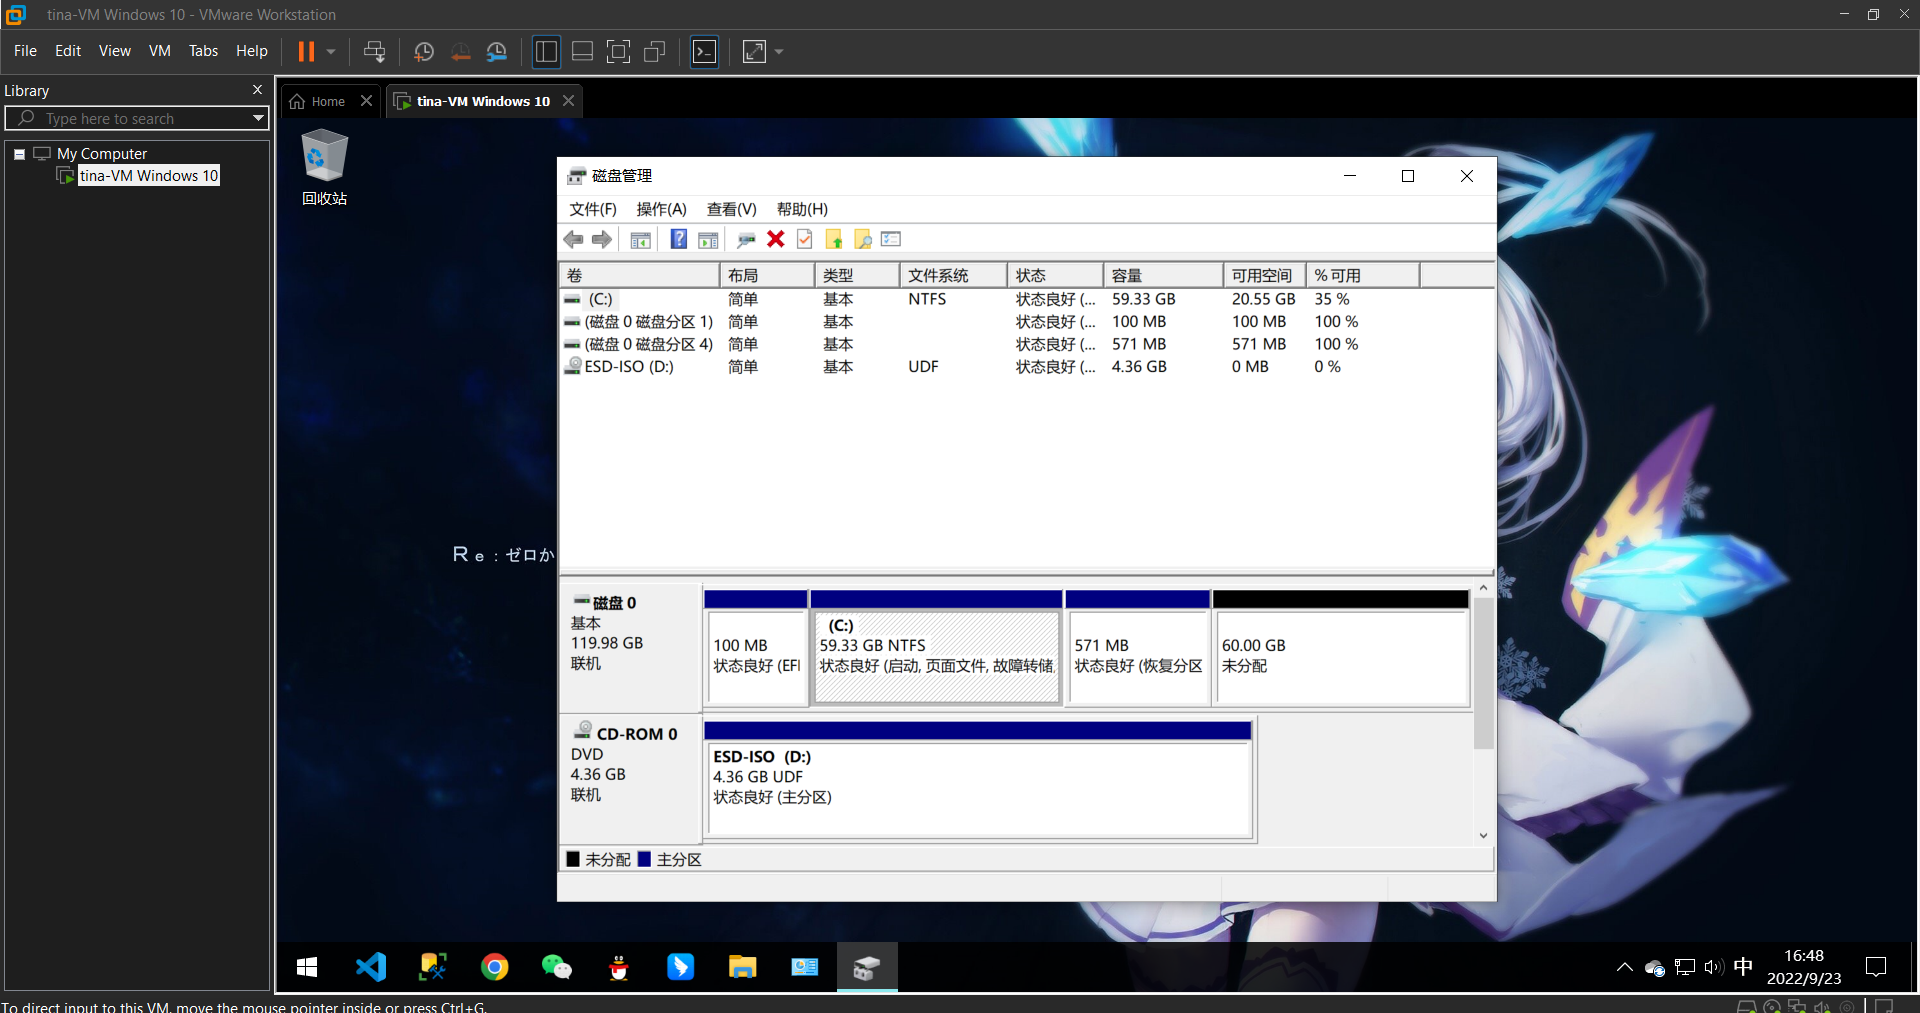 tina-VM Windows 10 - VMware Workstation
File Edit View VM Tabs Help
Library
Type here to search
My Computer
tina-VM Windows 10
Home
tina-VM Windows 10
回收站
Re:ゼロか
磁盘管理
文件(F) 操作(A) 查看(V) 帮助(H)
卷 布局 类型 文件系统 状态 容量 可用空间 % 可用
(C:) 简单 基本 NTFS 状态良好 (... 59.33 GB 20.55 GB 35 %
(磁盘 0 磁盘分区 1) 简单 基本 状态良好 (... 100 MB 100 MB 100 %
(磁盘 0 磁盘分区 4) 简单 基本 状态良好 (... 571 MB 571 MB 100 %
ESD-ISO (D:) 简单 基本 UDF 状态良好 (... 4.36 GB 0 MB 0 %
磁盘 0
基本
119.98 GB
联机
100 MB
状态良好 (EFI
(C:)
59.33 GB NTFS
状态良好 (启动, 页面文件, 故障转储,
571 MB
状态良好 (恢复分区
60.00 GB
未分配
CD-ROM 0
DVD
4.36 GB
联机
ESD-ISO (D:)
4.36 GB UDF
状态良好 (主分区)
未分配 主分区
中
16:48
2022/9/23
To direct input to this VM, move the mouse pointer inside or press Ctrl+G.